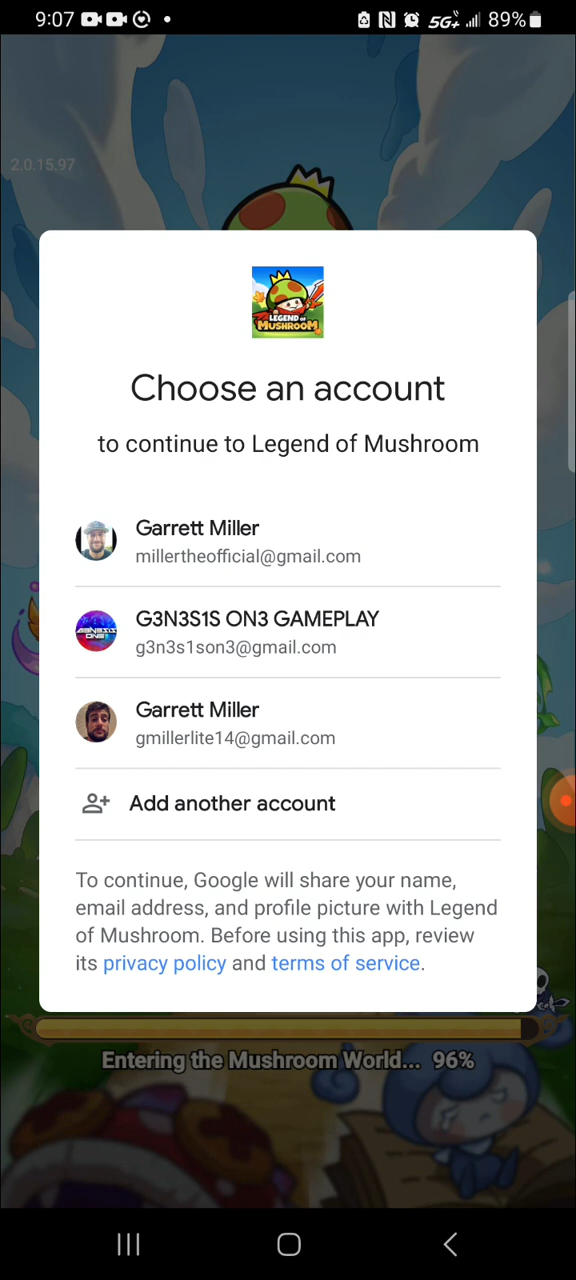 9:07 5G+ 89%
2.0.15.97
LEGEND OF
MUSHROOM
Choose an account
to continue to Legend of Mushroom
Garrett Miller
millertheofficial@gmail.com
G3N3S1S ON3 GAMEPLAY
g3n3s1son3@gmail.com
Garrett Miller
gmillerlite14@gmail.com
Add another account
To continue, Google will share your name,
email address, and profile picture with Legend
of Mushroom. Before using this app, review
its privacy policy and terms of service.
Entering the Mushroom World... 96%